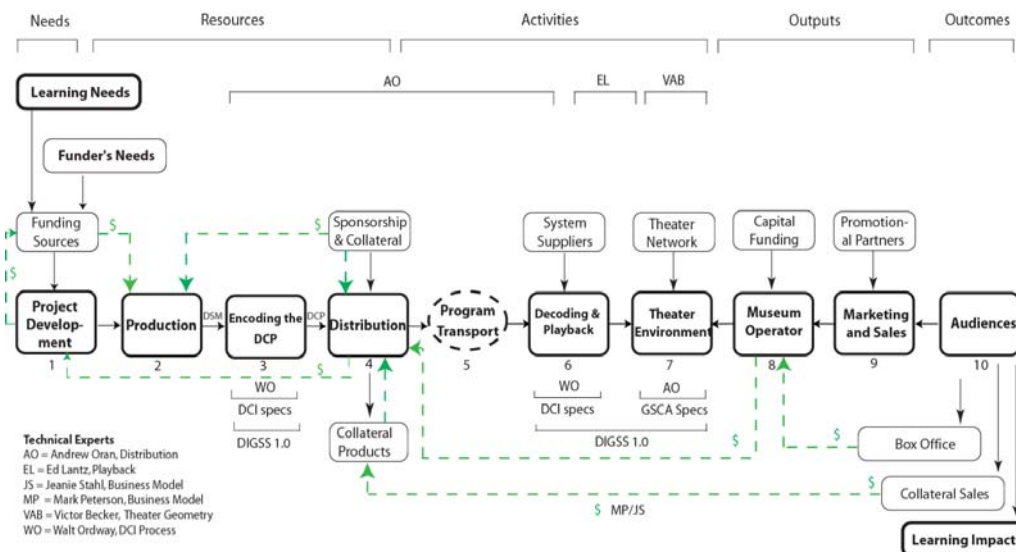 Needs
Resources
Activities
Outputs
Outcomes
AO
EL
VAB
Learning Needs
Funder's Needs
Funding
Sources
$
Sponsorship
& Collateral
System
Suppliers
Theater
Network
Capital
Funding
Promotion-
al Partners
$
Project
Develop-
ment
Production
DSM
Encoding the
DCP
DCP
Distribution
Program
Transport
Decoding &
Playback
Theater
Environment
Museum
Operator
Marketing
and Sales
Audiences
1
2
3
4
5
6
7
8
9
10
$
WO
DCI specs
DIGSS 1.0
WO
DCI specs
AO
GSCA Specs
DIGSS 1.0
Collateral
Products
$
$
Box Office
$
Collateral Sales
$ MP/JS
Learning Impact
Technical Experts
AO = Andrew Oran, Distribution
EL = Ed Lantz, Playback
JS = Jeanie Stahl, Business Model
MP = Mark Peterson, Business Model
VAB = Victor Becker, Theater Geometry
WO = Walt Ordway, DCI Process